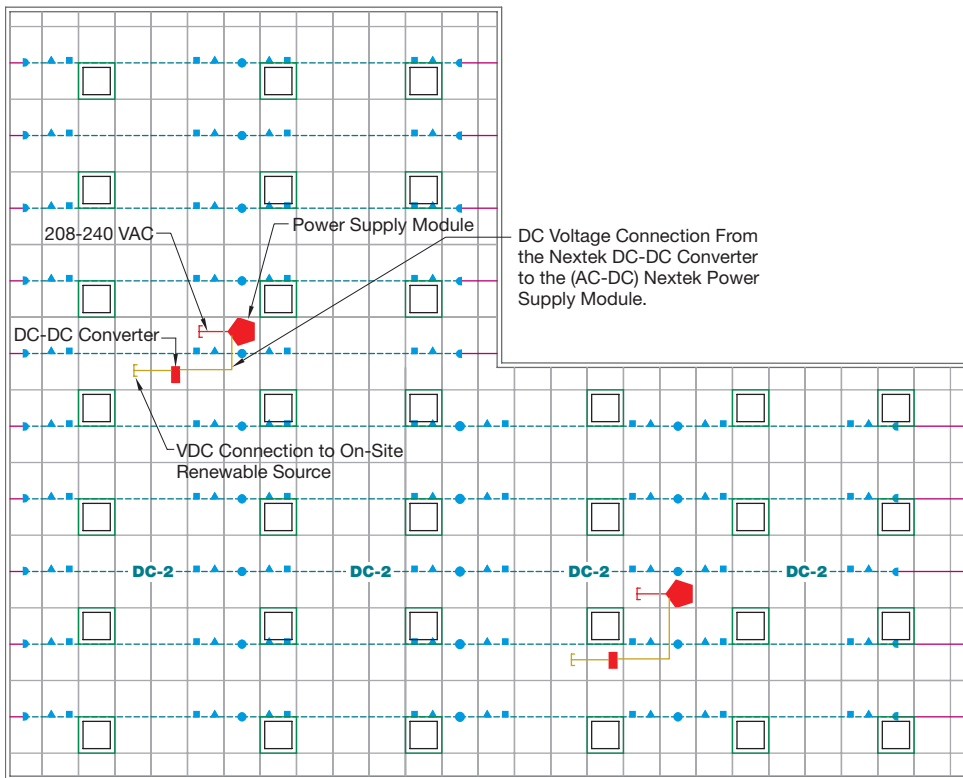 208-240 VAC
Power Supply Module
DC Voltage Connection From
the Nextek DC-DC Converter
to the (AC-DC) Nextek Power
Supply Module.
DC-DC Converter
VDC Connection to On-Site
Renewable Source
DC-2
DC-2
DC-2
DC-2